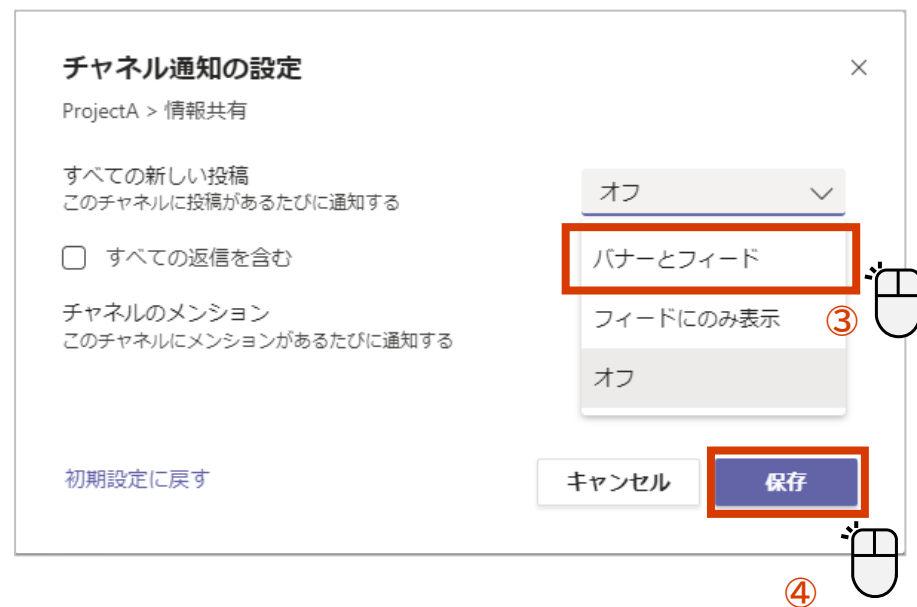 チャネル通知の設定
ProjectA > 情報共有
すべての新しい投稿
このチャネルに投稿があるたびに通知する
オフ
すべての返信を含む
バナーとフィード
チャネルのメンション
このチャネルにメンションがあるたびに通知する
フィードにのみ表示
③
オフ
初期設定に戻す
キャンセル
保存
④